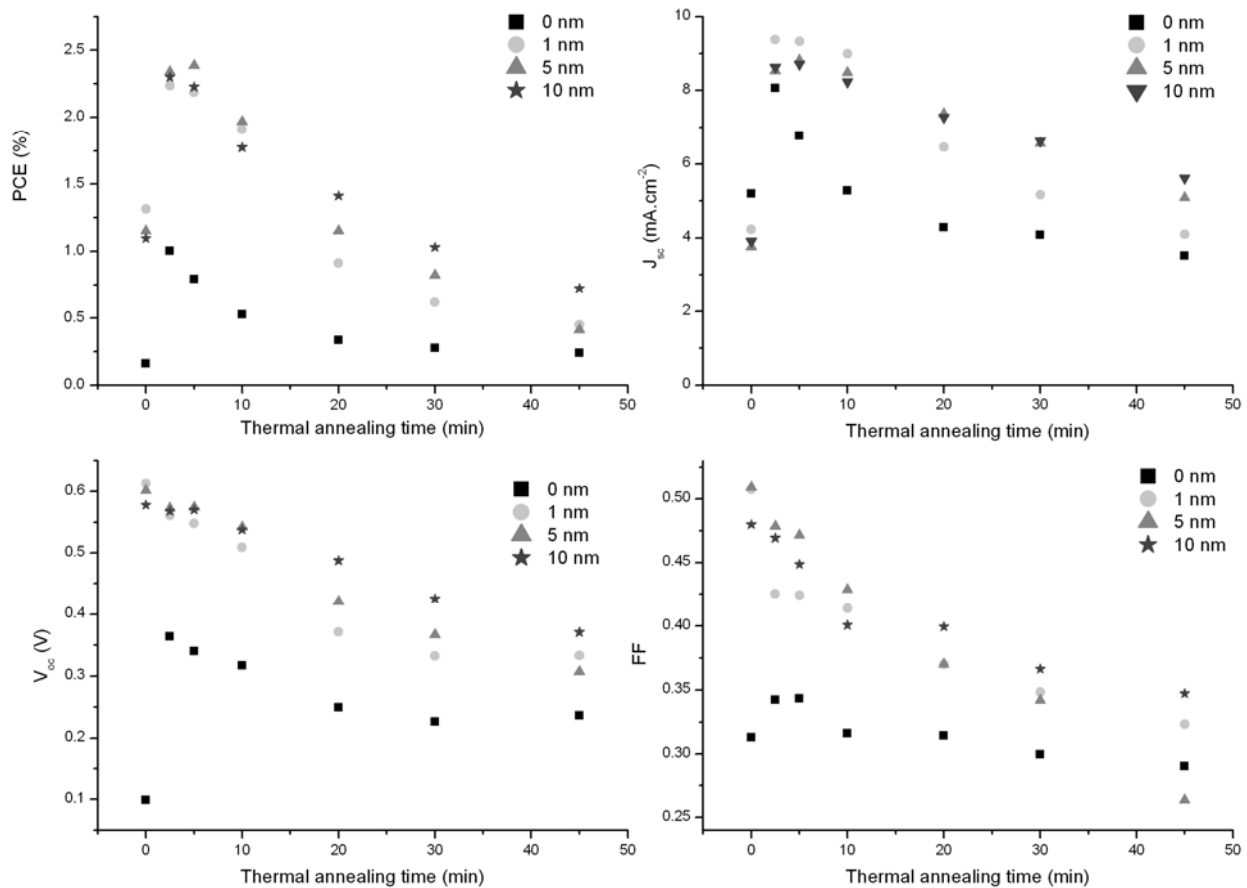 PCE (%)
2.5
2.0
1.5
1.0
0.5
0.0
0 10 20 30 40 50
Thermal annealing time (min)
0 nm
1 nm
5 nm
10 nm
Jsc (mA.cm-2)
10
8
6
4
2
0
0 10 20 30 40 50
Thermal annealing time (min)
0 nm
1 nm
5 nm
10 nm
Voc (V)
0.6
0.5
0.4
0.3
0.2
0.1
0 10 20 30 40 50
Thermal annealing time (min)
0 nm
1 nm
5 nm
10 nm
FF
0.50
0.45
0.40
0.35
0.30
0.25
0 10 20 30 40 50
Thermal annealing time (min)
0 nm
1 nm
5 nm
10 nm